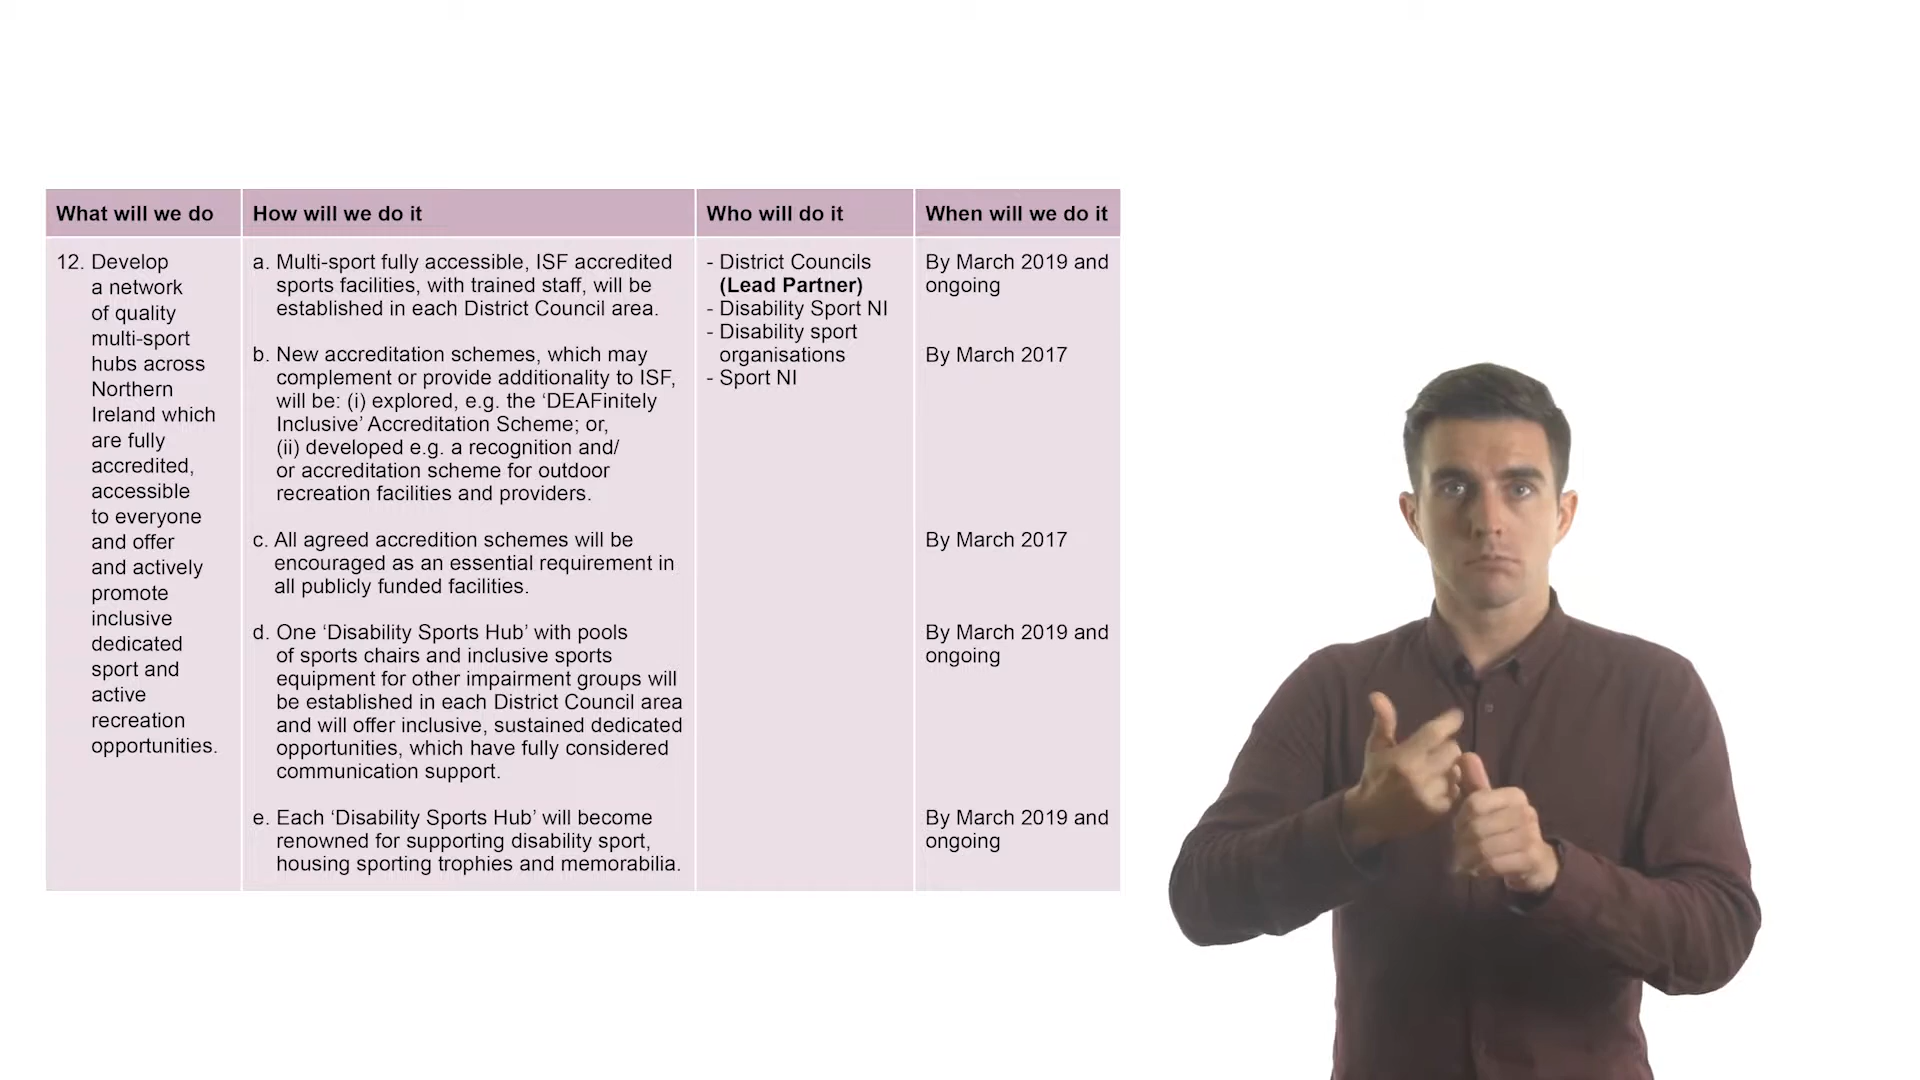 What will we do
How will we do it
Who will do it
When will we do it
12. Develop
a network
of quality
multi-sport
hubs across
Northern
Ireland which
are fully
accredited,
accessible
to everyone
and offer
and actively
promote
inclusive
dedicated
sport and
active
recreation
opportunities.
a. Multi-sport fully accessible, ISF accredited
sports facilities, with trained staff, will be
established in each District Council area.
b. New accreditation schemes, which may
complement or provide additionality to ISF,
will be: (i) explored, e.g. the ‘DEAFinitely
Inclusive’ Accreditation Scheme; or,
(ii) developed e.g. a recognition and/
or accreditation scheme for outdoor
recreation facilities and providers.
c. All agreed accredition schemes will be
encouraged as an essential requirement in
all publicly funded facilities.
d. One ‘Disability Sports Hub’ with pools
of sports chairs and inclusive sports
equipment for other impairment groups will
be established in each District Council area
and will offer inclusive, sustained dedicated
opportunities, which have fully considered
communication support.
e. Each ‘Disability Sports Hub’ will become
renowned for supporting disability sport,
housing sporting trophies and memorabilia.
- District Councils
(Lead Partner)
- Disability Sport NI
- Disability sport
organisations
- Sport NI
By March 2019 and
ongoing
By March 2017
By March 2017
By March 2019 and
ongoing
By March 2019 and
ongoing